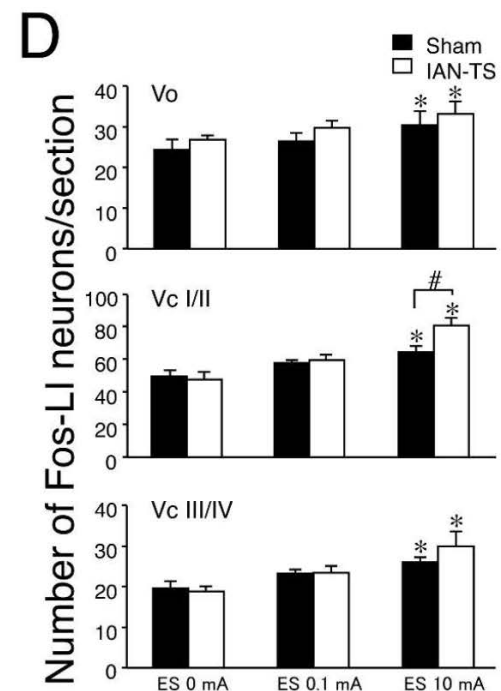 D
Sham
IAN-TS
Number of Fos-LI neurons/section
Vo
40
30
20
10
0
* *
Vc I/II
100
80
60
40
20
0
#
* *
Vc III/IV
40
30
20
10
0
* *
ES 0 mA ES 0.1 mA ES 10 mA